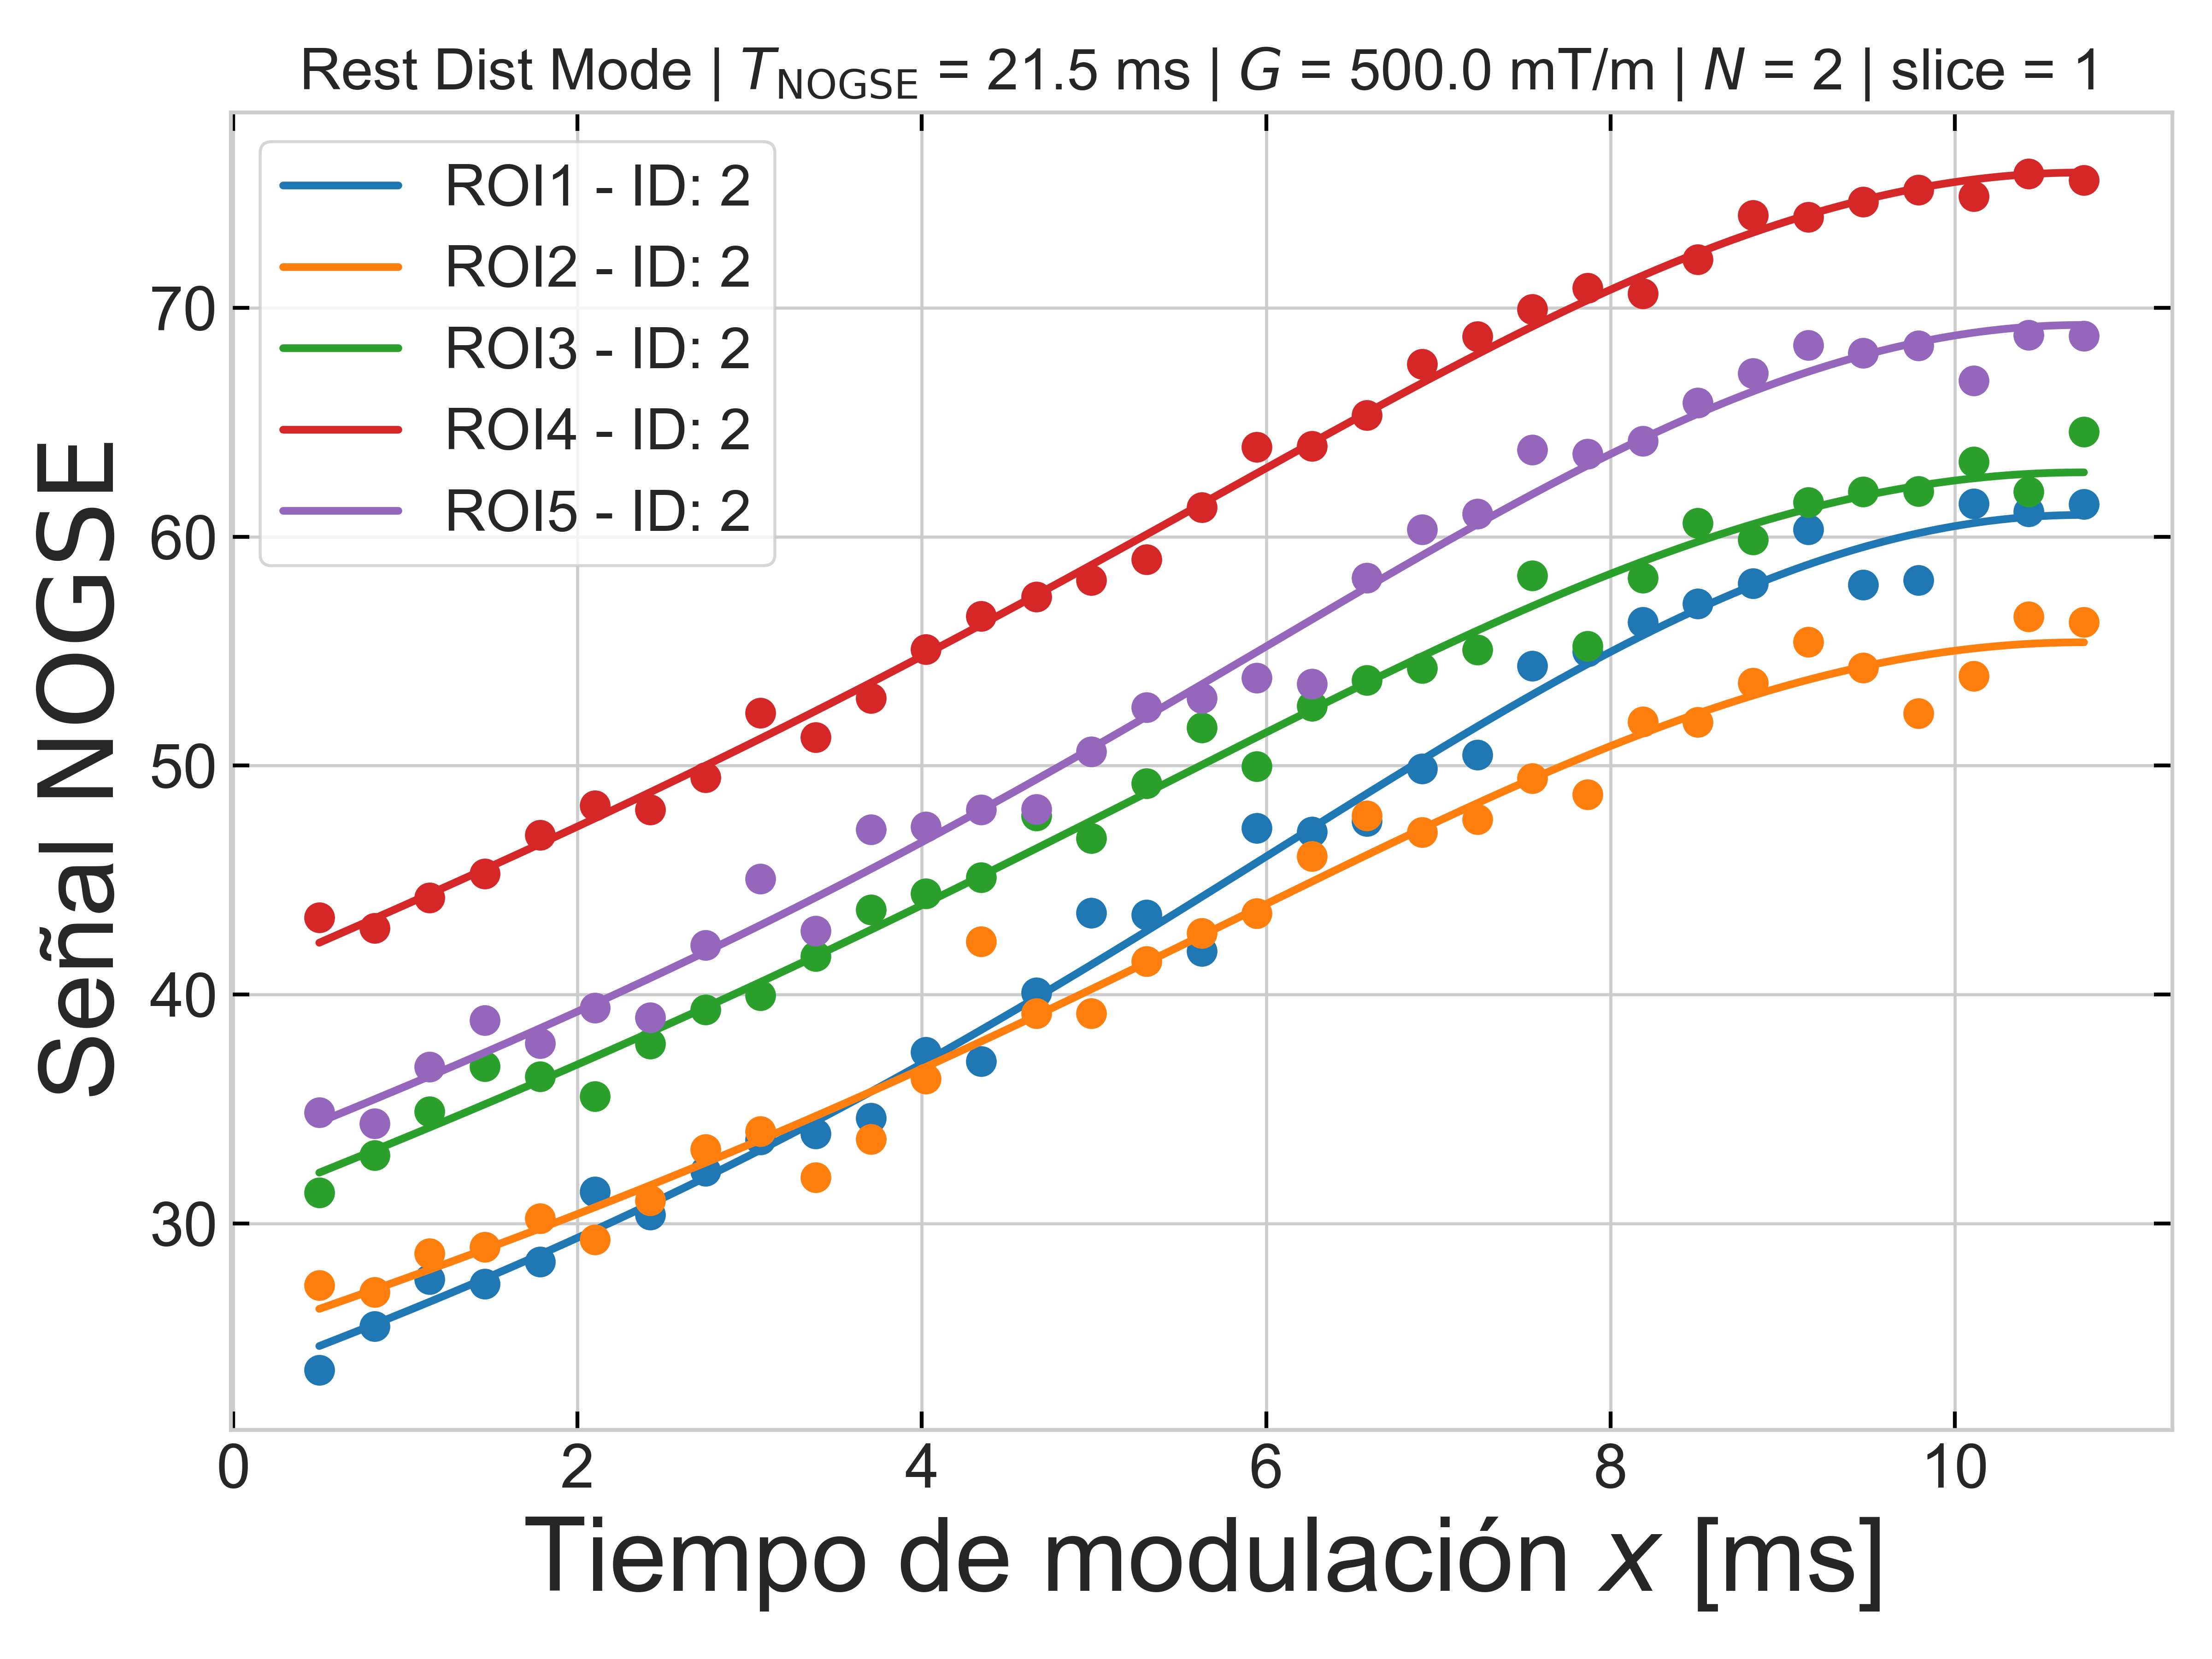 Rest Dist Mode | T_NOGSE = 21.5 ms | G = 500.0 mT/m | N = 2 | slice = 1
ROI1 - ID: 2
ROI2 - ID: 2
ROI3 - ID: 2
ROI4 - ID: 2
ROI5 - ID: 2
Señal NOGSE
70
60
50
40
30
0 2 4 6 8 10
Tiempo de modulación x [ms]